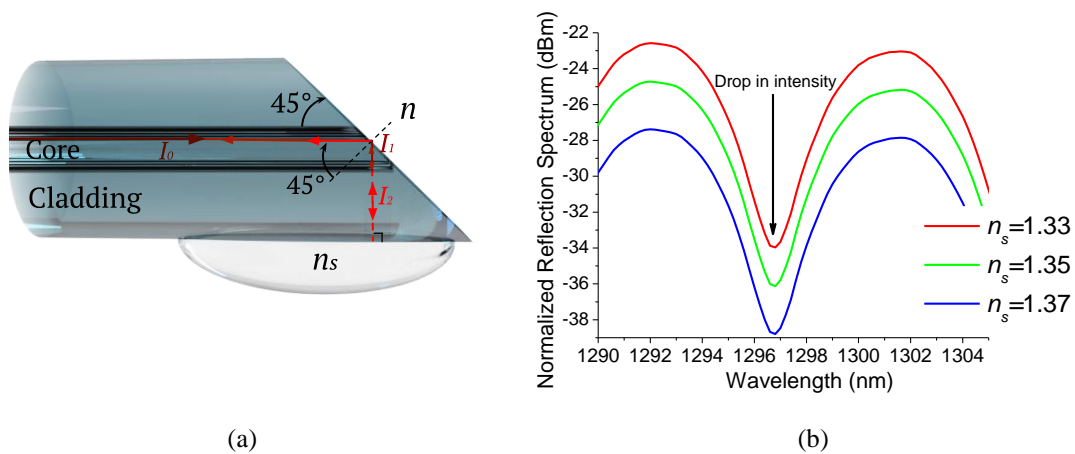 (a)
45°
n
Core
I₀
I₁
45°
Cladding
I₂
nₛ
(b)
Normalized Reflection Spectrum (dBm)
-22
-24
-26
-28
-30
-32
-34
-36
-38
Drop in intensity
nₛ=1.33
nₛ=1.35
nₛ=1.37
1290 1292 1294 1296 1298 1300 1302 1304
Wavelength (nm)
(a)
(b)